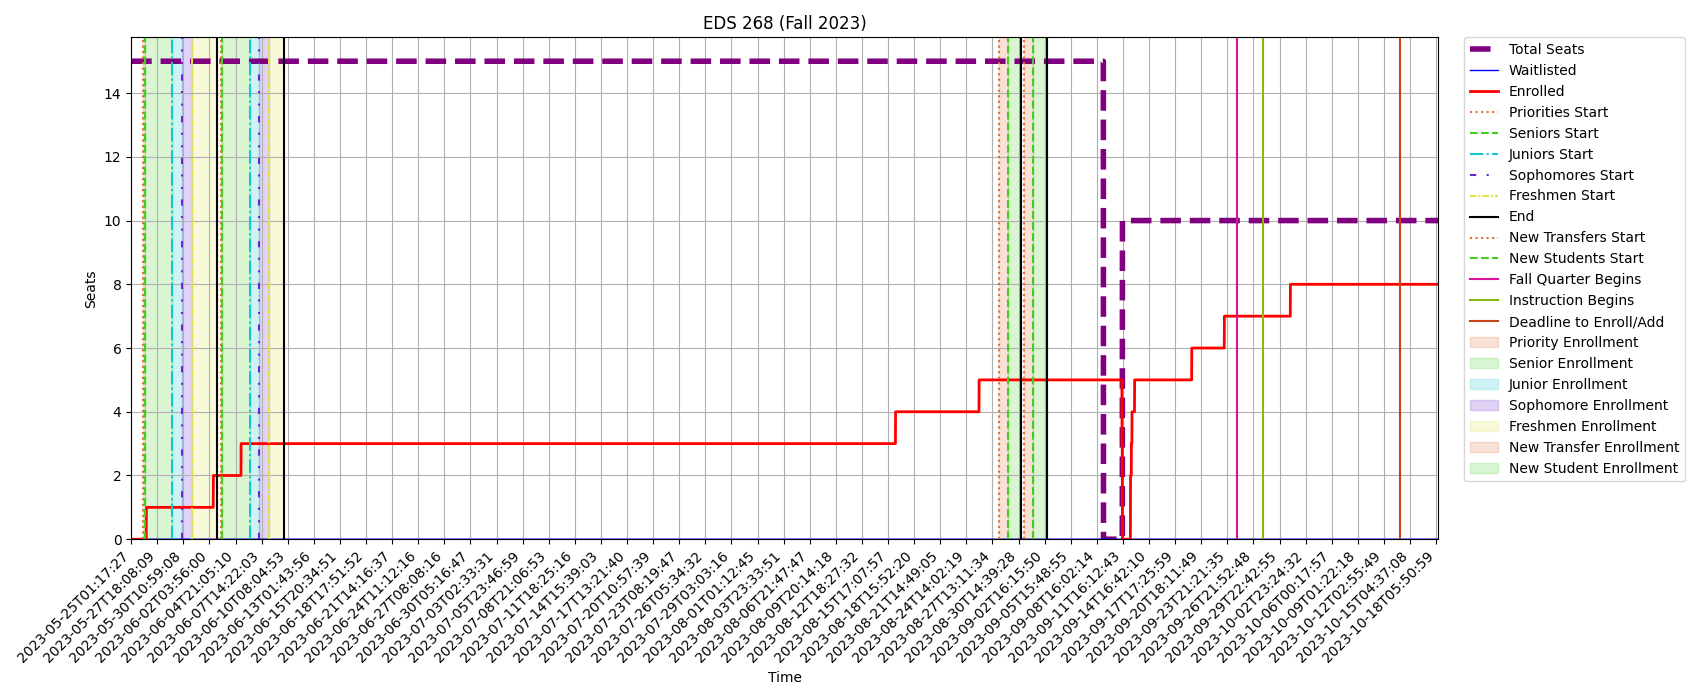 EDS 268 (Fall 2023)
Seats
14
12
10
8
6
4
2
0
2023-05-25T01:17:27
2023-05-27T18:08:09
2023-05-30T10:59:08
2023-06-02T03:56:00
2023-06-04T21:05:10
2023-06-07T14:22:03
2023-06-10T08:04:53
2023-06-13T01:43:56
2023-06-15T20:34:51
2023-06-18T17:51:52
2023-06-21T14:16:37
2023-06-24T11:12:16
2023-06-27T08:08:16
2023-06-30T05:16:47
2023-07-03T02:33:31
2023-07-05T23:46:59
2023-07-08T21:06:53
2023-07-11T18:25:16
2023-07-14T15:39:03
2023-07-17T13:21:40
2023-07-20T10:57:39
2023-07-23T08:19:47
2023-07-26T05:34:32
2023-07-29T03:03:16
2023-08-01T01:12:45
2023-08-03T23:33:51
2023-08-06T21:47:47
2023-08-09T20:14:18
2023-08-12T18:27:32
2023-08-15T17:07:57
2023-08-18T15:52:20
2023-08-21T14:49:05
2023-08-24T14:02:19
2023-08-27T13:11:34
2023-08-30T14:39:28
2023-09-02T16:15:50
2023-09-05T15:48:55
2023-09-08T16:02:14
2023-09-11T16:12:43
2023-09-14T16:42:10
2023-09-17T17:25:59
2023-09-20T18:11:49
2023-09-23T21:21:35
2023-09-26T21:52:48
2023-09-29T22:42:55
2023-10-02T23:24:32
2023-10-06T00:17:57
2023-10-09T01:22:18
2023-10-12T02:55:49
2023-10-15T04:37:08
2023-10-18T05:50:59
Time
Total Seats
Waitlisted
Enrolled
Priorities Start
Seniors Start
Juniors Start
Sophomores Start
Freshmen Start
End
New Transfers Start
New Students Start
Fall Quarter Begins
Instruction Begins
Deadline to Enroll/Add
Priority Enrollment
Senior Enrollment
Junior Enrollment
Sophomore Enrollment
Freshmen Enrollment
New Transfer Enrollment
New Student Enrollment